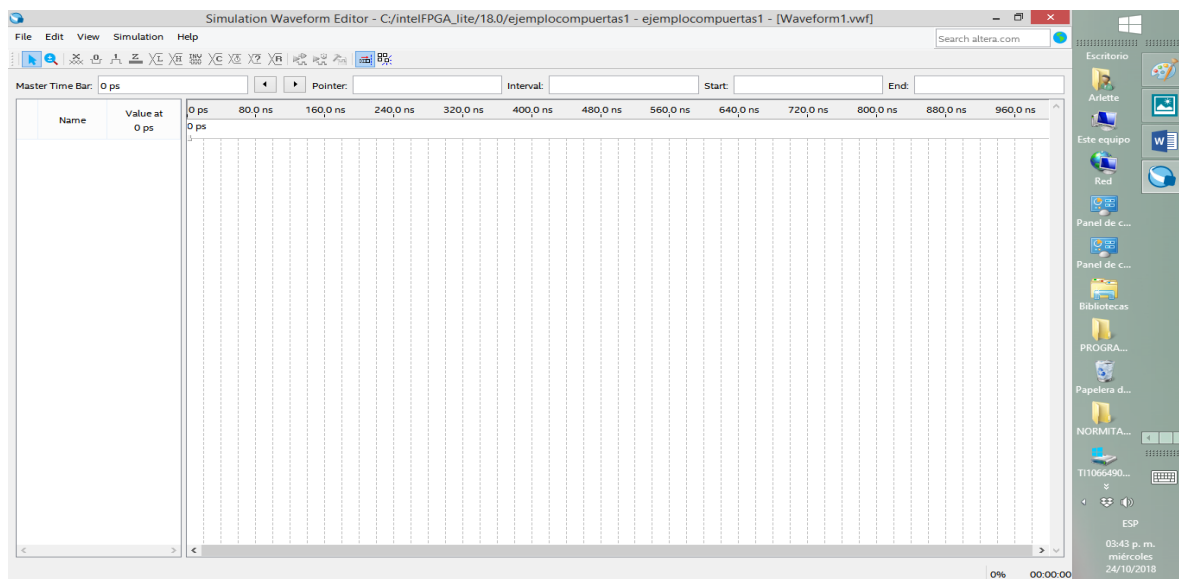 Simulation Waveform Editor - C:/intelFPGA_lite/18.0/ejemplocompuertas1 - ejemplocompuertas1 - [Waveform1.vwf]
File Edit View Simulation Help
Search altera.com
Master Time Bar: 0 ps Pointer: Interval: Start: End:
Name Value at 0 ps
0 ps 80.0 ns 160.0 ns 240.0 ns 320.0 ns 400.0 ns 480.0 ns 560.0 ns 640.0 ns 720.0 ns 800.0 ns 880.0 ns 960.0 ns
0 ps
0% 00:00:00
Escritorio
Arlette
Este equipo
Red
Panel de c...
Panel de c...
Bibliotecas
PROGRA...
Papelera d...
NORMITA...
TI1066490...
ESP
03:43 p. m.
miércoles
24/10/2018